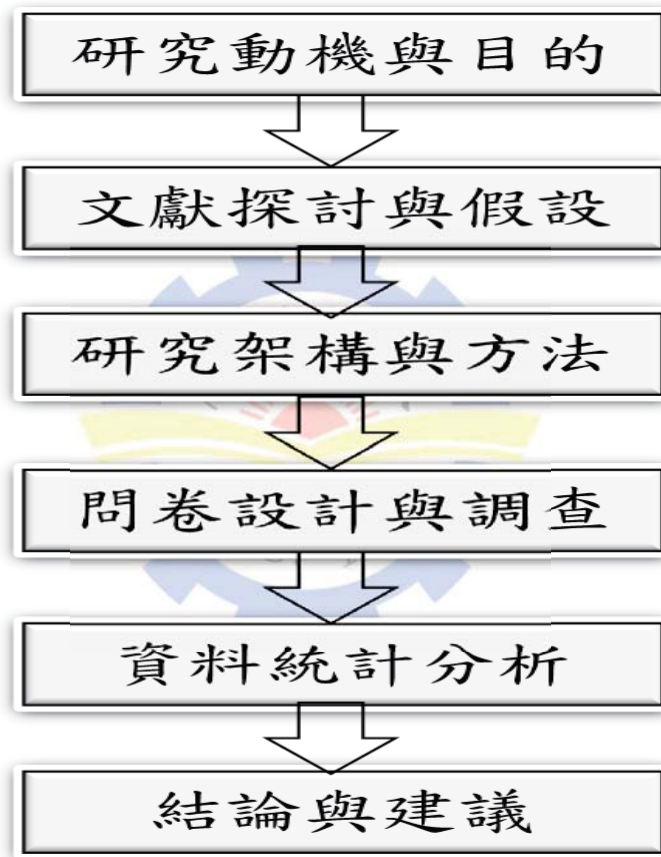 研究動機與目的
文獻探討與假設
研究架構與方法
問卷設計與調查
資料統計分析
結論與建議